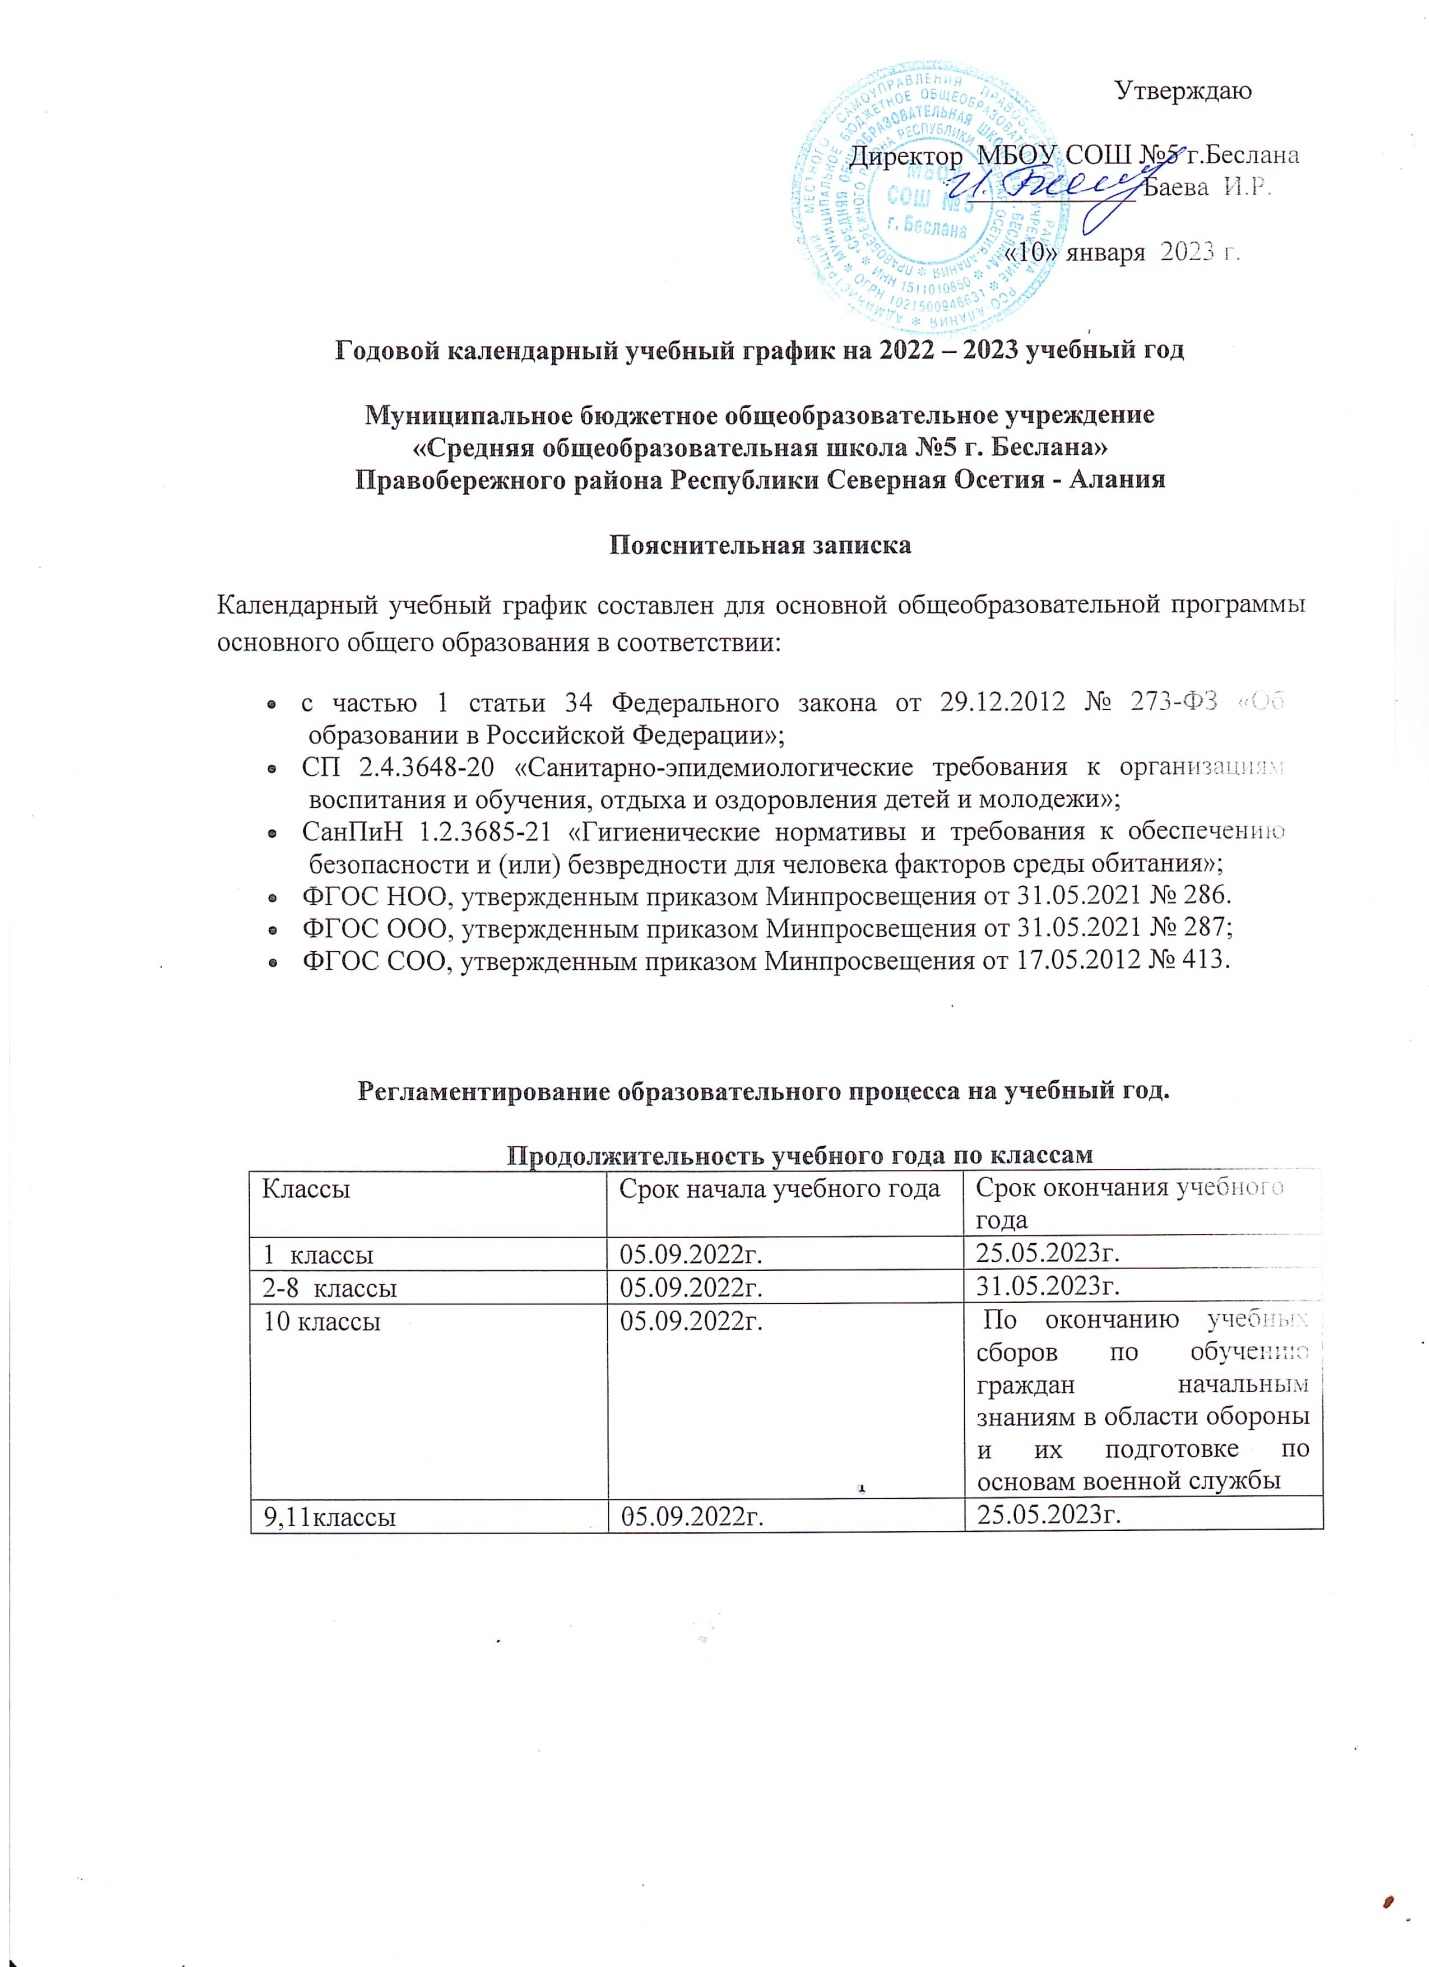 Утверждаю
Директор МБОУ СОШ №5 г.Беслана
Баева И.Р.
«10» января 2023 г.
МБОУ
СОШ №5
г. Беслана
ИНН 1511010850
ОГРН 1021500946631
Годовой календарный учебный график на 2022 – 2023 учебный год
Муниципальное бюджетное общеобразовательное учреждение
«Средняя общеобразовательная школа №5 г. Беслана»
Правобережного района Республики Северная Осетия - Алания
Пояснительная записка
Календарный учебный график составлен для основной общеобразовательной программы
основного общего образования в соответствии:
• с частью 1 статьи 34 Федерального закона от 29.12.2012 № 273-ФЗ «Об
образовании в Российской Федерации»;
• СП 2.4.3648-20 «Санитарно-эпидемиологические требования к организациям
воспитания и обучения, отдыха и оздоровления детей и молодежи»;
• СанПиН 1.2.3685-21 «Гигиенические нормативы и требования к обеспечению
безопасности и (или) безвредности для человека факторов среды обитания»;
• ФГОС НОО, утвержденным приказом Минпросвещения от 31.05.2021 № 286.
• ФГОС ООО, утвержденным приказом Минпросвещения от 31.05.2021 № 287;
• ФГОС СОО, утвержденным приказом Минпросвещения от 17.05.2012 № 413.
Регламентирование образовательного процесса на учебный год.
Продолжительность учебного года по классам
Классы Срок начала учебного года Срок окончания учебного
года
1 классы 05.09.2022г. 25.05.2023г.
2-8 классы 05.09.2022г. 31.05.2023г.
10 классы 05.09.2022г. По окончанию учебных
сборов по обучению
граждан начальным
знаниям в области обороны
и их подготовке по
основам военной службы
9,11классы 05.09.2022г. 25.05.2023г.